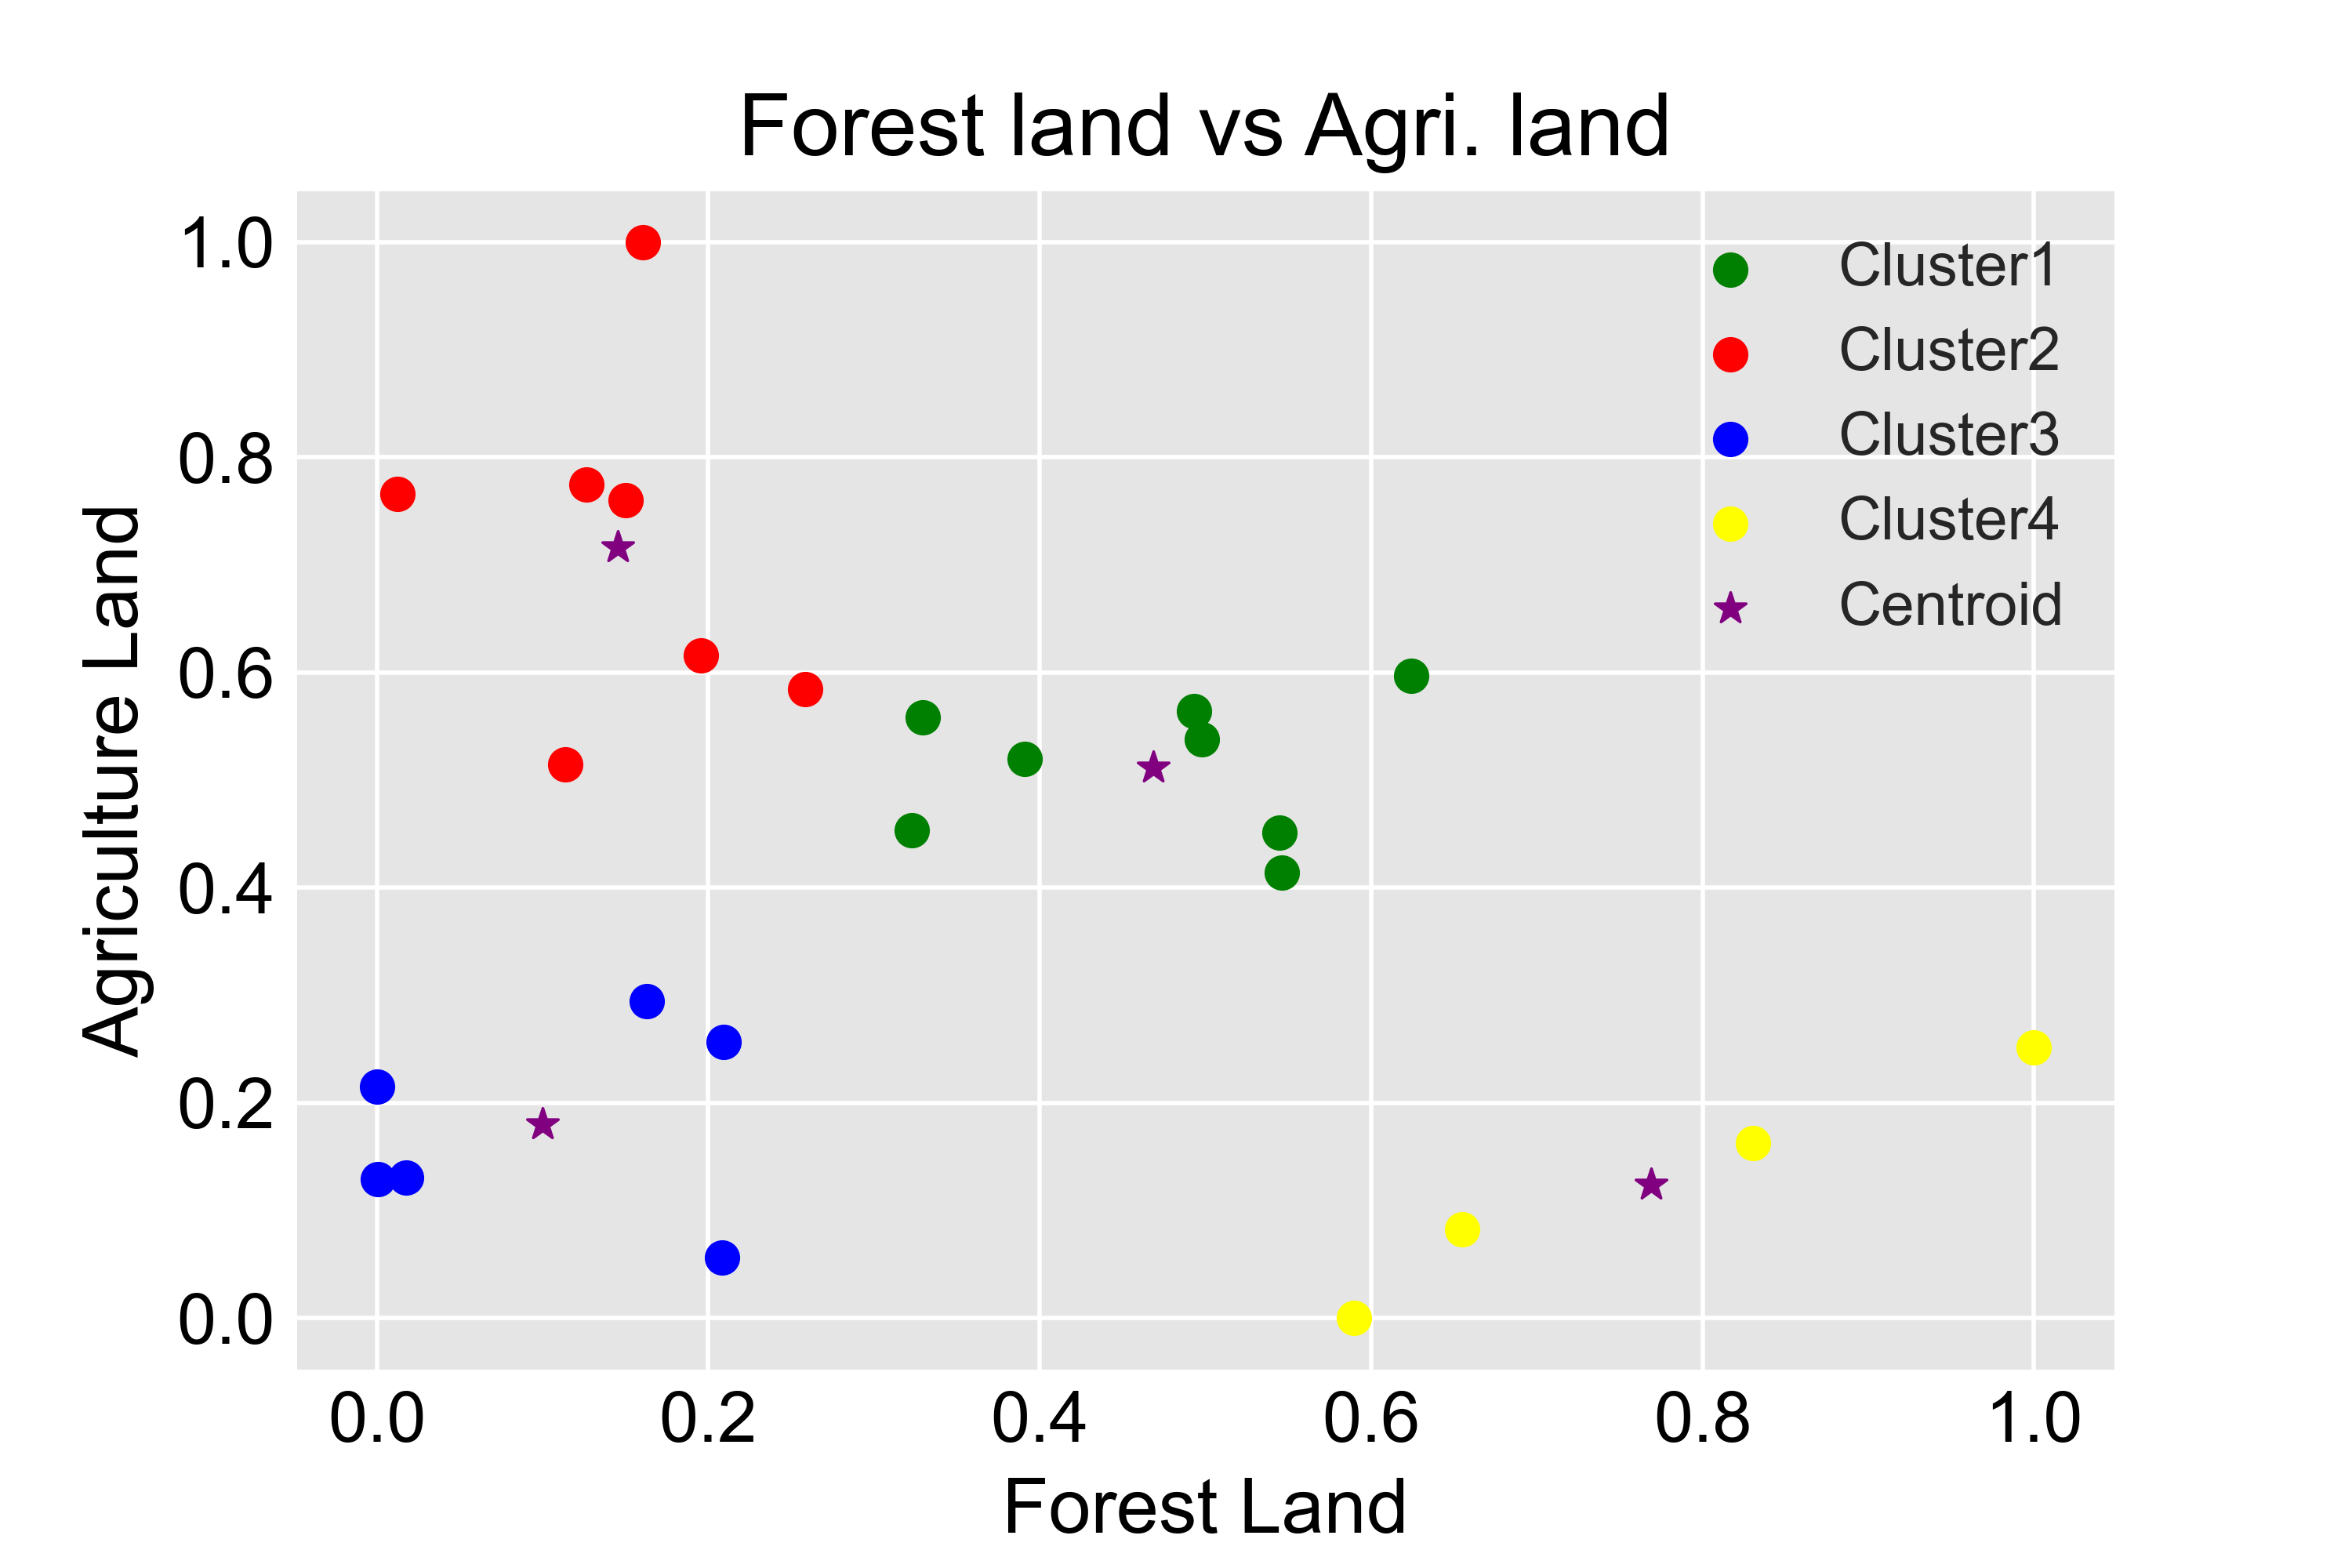 Forest land vs Agri. land
1.0
0.8
0.6
0.4
0.2
0.0
Agriculture Land
Cluster1
Cluster2
Cluster3
Cluster4
Centroid
0.0 0.2 0.4 0.6 0.8 1.0
Forest Land